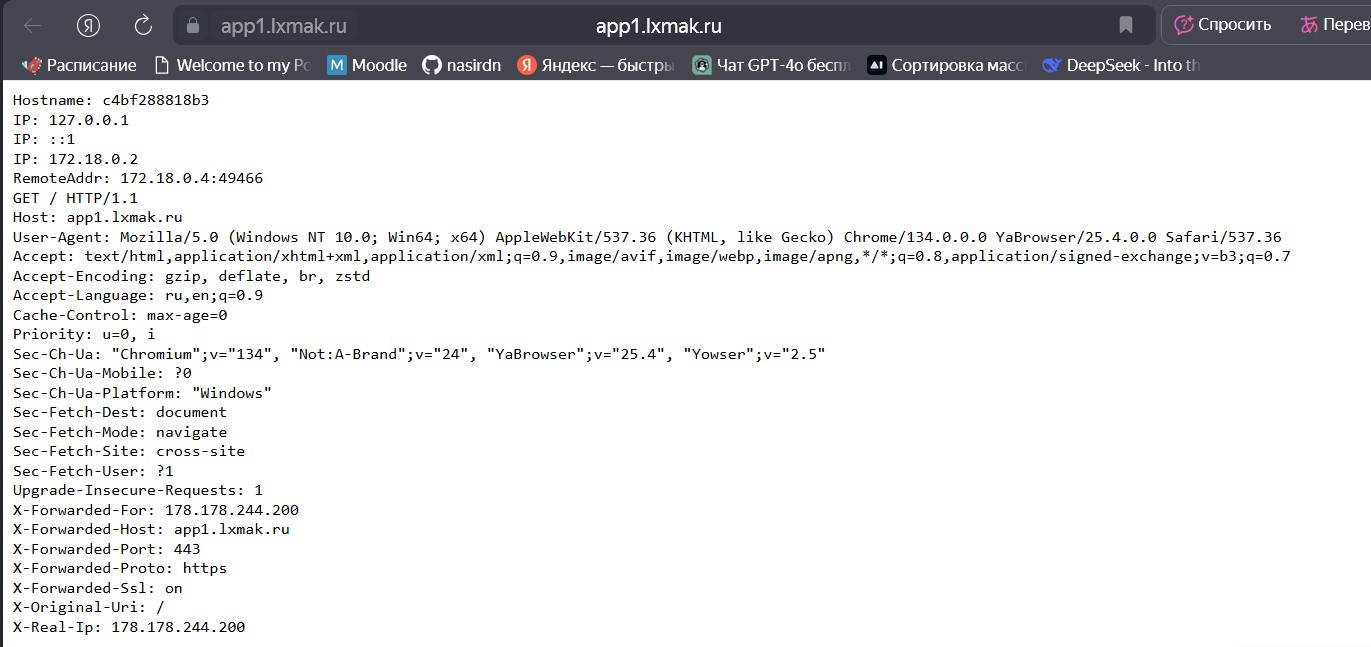 app1.lxmak.ru
app1.lxmak.ru
Спросить
Расписание
Welcome to my
Moodle
nasirdn
Яндекс —
Чат GPT-4o
Сортировка
DeepSeek - Into
Hostname: c4bf288818b3
IP: 127.0.0.1
IP: ::1
IP: 172.18.0.2
RemoteAddr: 172.18.0.4:49466
GET / HTTP/1.1
Host: app1.lxmak.ru
User-Agent: Mozilla/5.0 (Windows NT 10.0; Win64; x64) AppleWebKit/537.36 (KHTML, like Gecko) Chrome/134.0.0.0 YaBrowser/25.4.0.0 Safari/537.36
Accept: text/html,application/xhtml+xml,application/xml;q=0.9,image/avif,image/webp,image/apng,*/*;q=0.8,application/signed-exchange;v=b3;q=0.7
Accept-Encoding: gzip, deflate, br, zstd
Accept-Language: ru,en;q=0.9
Cache-Control: max-age=0
Priority: u=0, i
Sec-Ch-Ua: "Chromium";v="134", "Not:A-Brand";v="24", "YaBrowser";v="25.4", "Yowser";v="2.5"
Sec-Ch-Ua-Mobile: ?0
Sec-Ch-Ua-Platform: "Windows"
Sec-Fetch-Dest: document
Sec-Fetch-Mode: navigate
Sec-Fetch-Site: cross-site
Sec-Fetch-User: ?1
Upgrade-Insecure-Requests: 1
X-Forwarded-For: 178.178.244.200
X-Forwarded-Host: app1.lxmak.ru
X-Forwarded-Port: 443
X-Forwarded-Proto: https
X-Forwarded-Ssl: on
X-Original-Uri: /
X-Real-Ip: 178.178.244.200